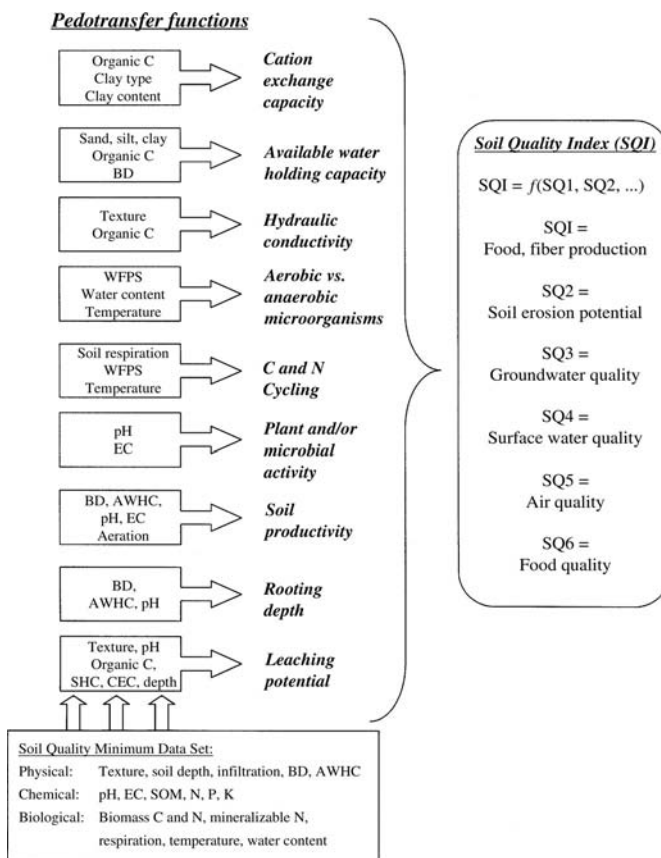 Pedotransfer functions
Organic C
Clay type
Clay content
Cation
exchange
capacity
Sand, silt, clay
Organic C
BD
Available water
holding capacity
Texture
Organic C
Hydraulic
conductivity
WFPS
Water content
Temperature
Aerobic vs.
anaerobic
microorganisms
Soil respiration
WFPS
Temperature
C and N
Cycling
pH
EC
Plant and/or
microbial
activity
BD, AWHC,
pH, EC
Aeration
Soil
productivity
BD,
AWHC, pH
Rooting
depth
Texture, pH
Organic C,
SHC, CEC, depth
Leaching
potential
Soil Quality Minimum Data Set:
Physical: Texture, soil depth, infiltration, BD, AWHC
Chemical: pH, EC, SOM, N, P, K
Biological: Biomass C and N, mineralizable N,
respiration, temperature, water content
Soil Quality Index (SQI)
SQI = f(SQ1, SQ2, ...)
SQI =
Food, fiber production
SQ2 =
Soil erosion potential
SQ3 =
Groundwater quality
SQ4 =
Surface water quality
SQ5 =
Air quality
SQ6 =
Food quality